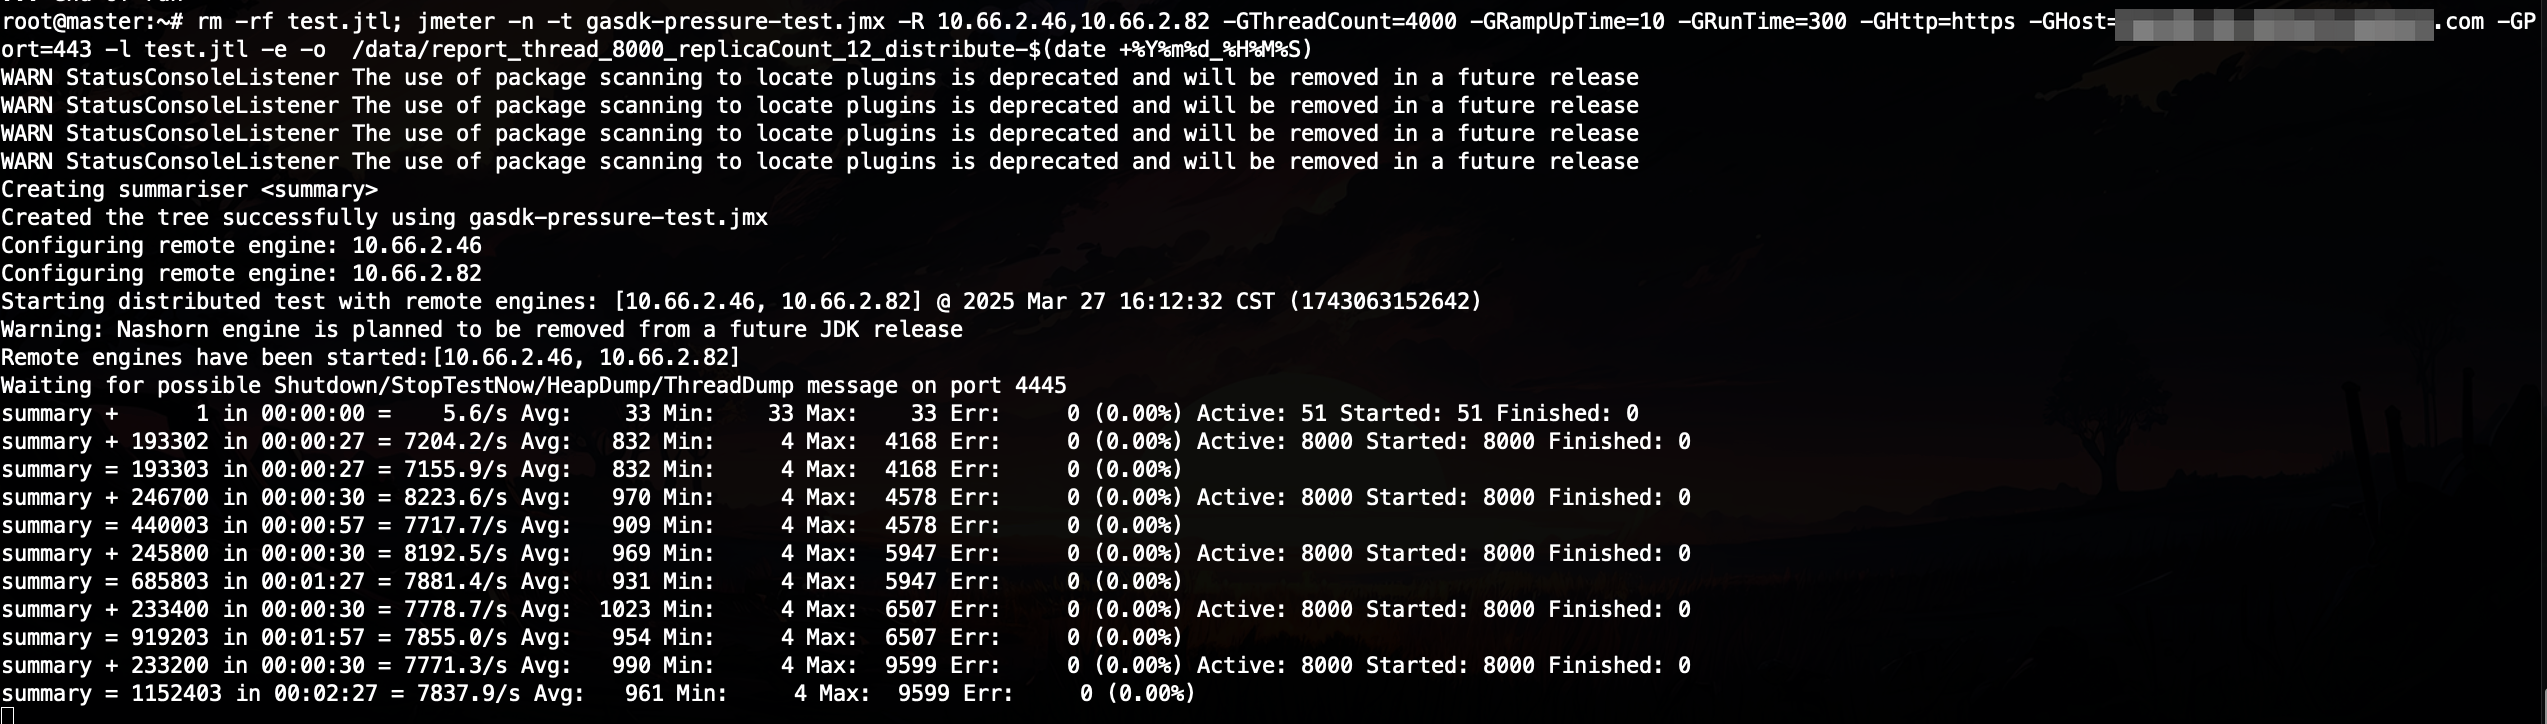 ... end of run
root@master:~# rm -rf test.jtl; jmeter -n -t gasdk-pressure-test.jmx -R 10.66.2.46,10.66.2.82 -GThreadCount=4000 -GRampUpTime=10 -GRunTime=300 -GHttp=https -GHost= .com -GP
ort=443 -l test.jtl -e -o  /data/report_thread_8000_replicaCount_12_distribute-$(date +%Y%m%d_%H%M%S)
WARN StatusConsoleListener The use of package scanning to locate plugins is deprecated and will be removed in a future release
WARN StatusConsoleListener The use of package scanning to locate plugins is deprecated and will be removed in a future release
WARN StatusConsoleListener The use of package scanning to locate plugins is deprecated and will be removed in a future release
WARN StatusConsoleListener The use of package scanning to locate plugins is deprecated and will be removed in a future release
Creating summariser <summary>
Created the tree successfully using gasdk-pressure-test.jmx
Configuring remote engine: 10.66.2.46
Configuring remote engine: 10.66.2.82
Starting distributed test with remote engines: [10.66.2.46, 10.66.2.82] @ 2025 Mar 27 16:12:32 CST (1743063152642)
Warning: Nashorn engine is planned to be removed from a future JDK release
Remote engines have been started:[10.66.2.46, 10.66.2.82]
Waiting for possible Shutdown/StopTestNow/HeapDump/ThreadDump message on port 4445
summary +      1 in 00:00:00 =    5.6/s Avg:    33 Min:    33 Max:    33 Err:     0 (0.00%) Active: 51 Started: 51 Finished: 0
summary + 193302 in 00:00:27 = 7204.2/s Avg:   832 Min:     4 Max:  4168 Err:     0 (0.00%) Active: 8000 Started: 8000 Finished: 0
summary = 193303 in 00:00:27 = 7155.9/s Avg:   832 Min:     4 Max:  4168 Err:     0 (0.00%)
summary + 246700 in 00:00:30 = 8223.6/s Avg:   970 Min:     4 Max:  4578 Err:     0 (0.00%) Active: 8000 Started: 8000 Finished: 0
summary = 440003 in 00:00:57 = 7717.7/s Avg:   909 Min:     4 Max:  4578 Err:     0 (0.00%)
summary + 245800 in 00:00:30 = 8192.5/s Avg:   969 Min:     4 Max:  5947 Err:     0 (0.00%) Active: 8000 Started: 8000 Finished: 0
summary = 685803 in 00:01:27 = 7881.4/s Avg:   931 Min:     4 Max:  5947 Err:     0 (0.00%)
summary + 233400 in 00:00:30 = 7778.7/s Avg:  1023 Min:     4 Max:  6507 Err:     0 (0.00%) Active: 8000 Started: 8000 Finished: 0
summary = 919203 in 00:01:57 = 7855.0/s Avg:   954 Min:     4 Max:  6507 Err:     0 (0.00%)
summary + 233200 in 00:00:30 = 7771.3/s Avg:   990 Min:     4 Max:  9599 Err:     0 (0.00%) Active: 8000 Started: 8000 Finished: 0
summary = 1152403 in 00:02:27 = 7837.9/s Avg:   961 Min:     4 Max:  9599 Err:     0 (0.00%)